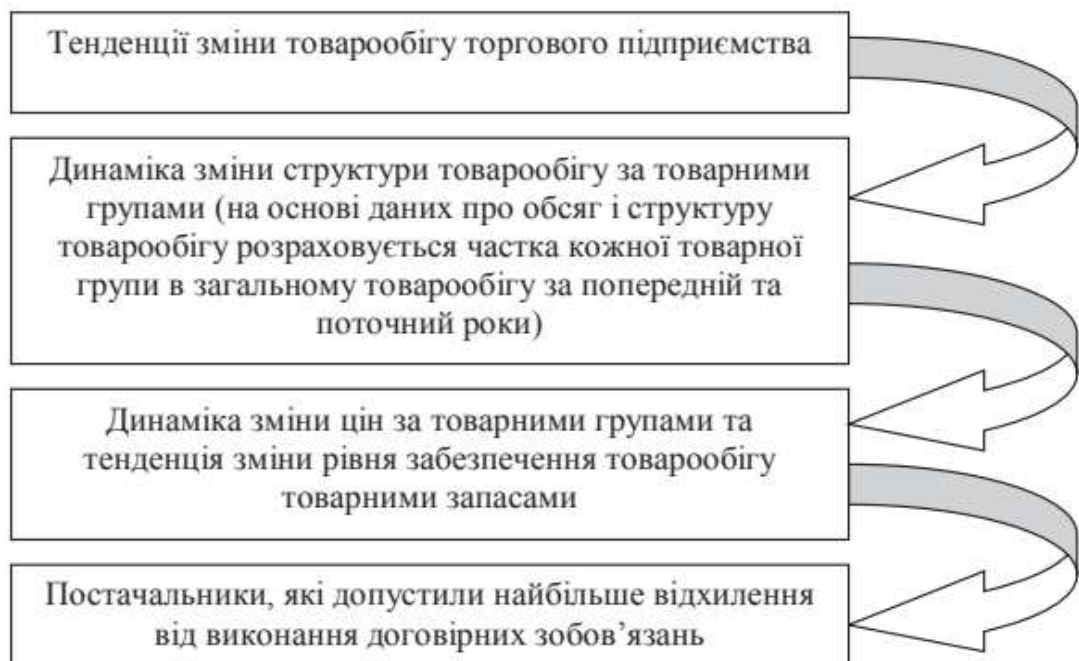 Тенденції зміни товарообігу торгового підприємства
Динаміка зміни структури товарообігу за товарними
групами (на основі даних про обсяг і структуру
товарообігу розраховується частка кожної товарної
групи в загальному товарообігу за попередній та
поточний роки)
Динаміка зміни цін за товарними групами та
тенденція зміни рівня забезпечення товарообігу
товарними запасами
Постачальники, які допустили найбільше відхилення
від виконання договірних зобов’язань